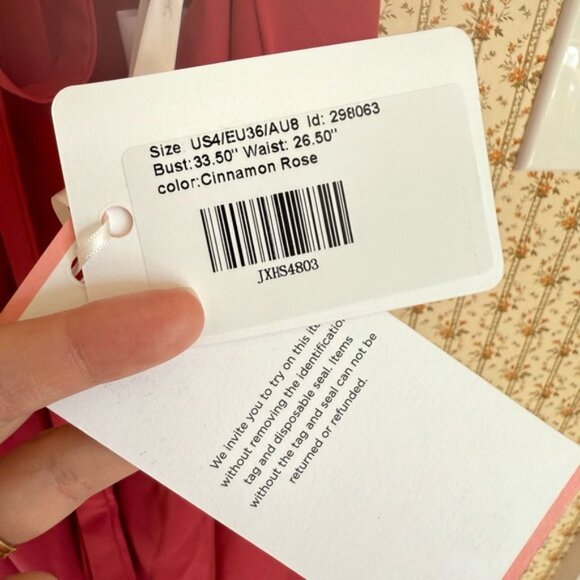 Size US4/EU36/AU8 Id: 298063
Bust:33.50" Waist: 26.50"
color:Cinnamon Rose
JXHS4803
We invite you to try on this
without removing the identification
tag and disposable seal. Items
without the tag and seal can not be
returned or refunded.